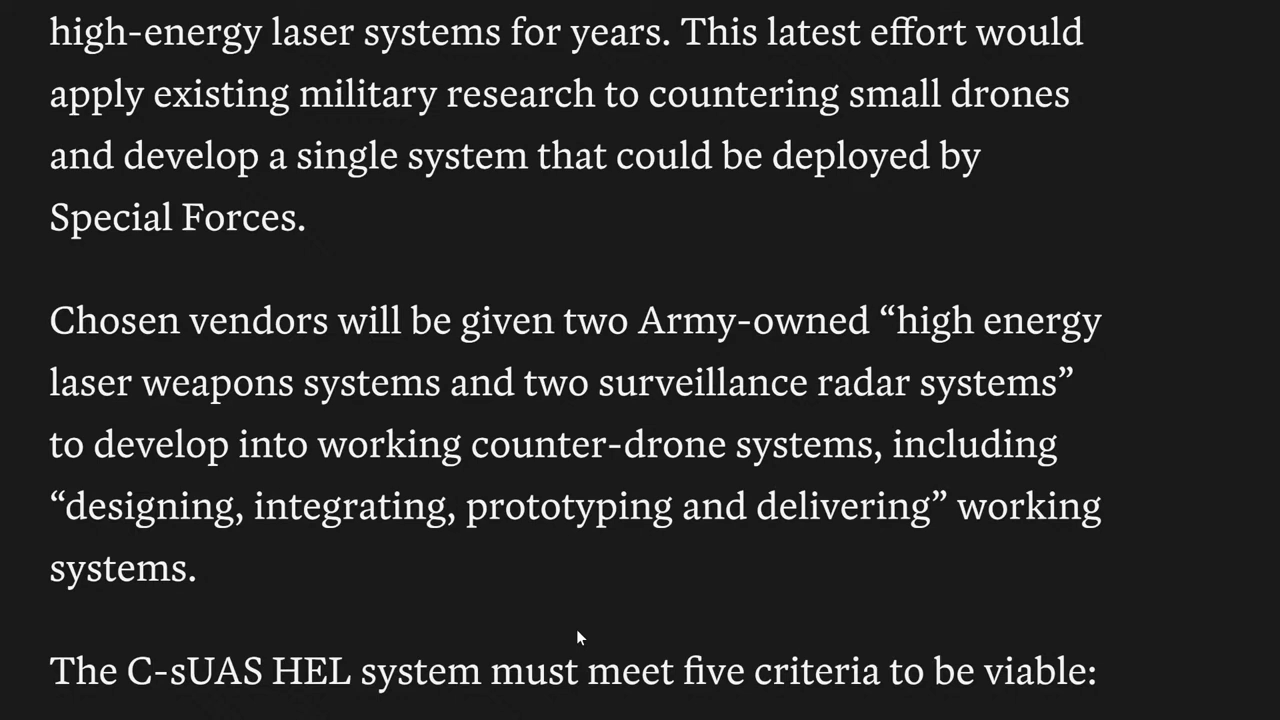 high-energy laser systems for years. This latest effort would
apply existing military research to countering small drones
and develop a single system that could be deployed by
Special Forces.
Chosen vendors will be given two Army-owned “high energy
laser weapons systems and two surveillance radar systems”
to develop into working counter-drone systems, including
“designing, integrating, prototyping and delivering” working
systems.
The C-sUAS HEL system must meet five criteria to be viable: